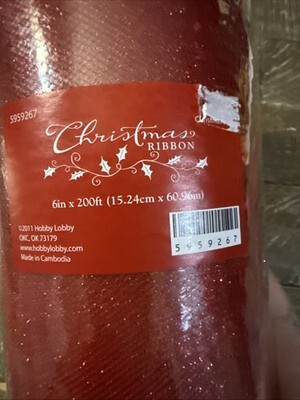 5959267
Christmas
RIBBON
6in x 200ft (15.24cm x 60.96m)
©2011 Hobby Lobby
OKC, OK 73179
www.hobbylobby.com
Made in Cambodia
5959267